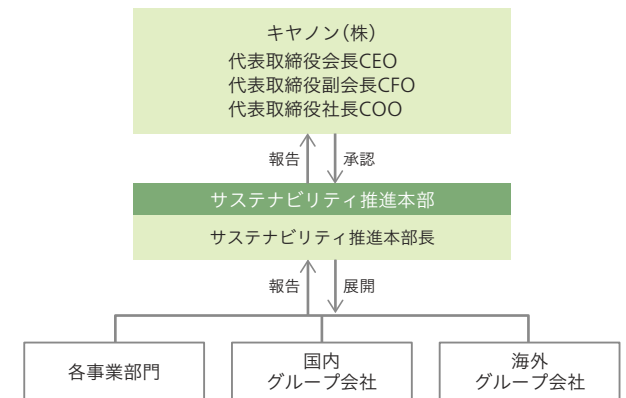 キヤノン(株)
代表取締役会長CEO
代表取締役副会長CFO
代表取締役社長COO
報告
承認
サステナビリティ推進本部
サステナビリティ推進本部長
報告
展開
各事業部門
国内
グループ会社
海外
グループ会社